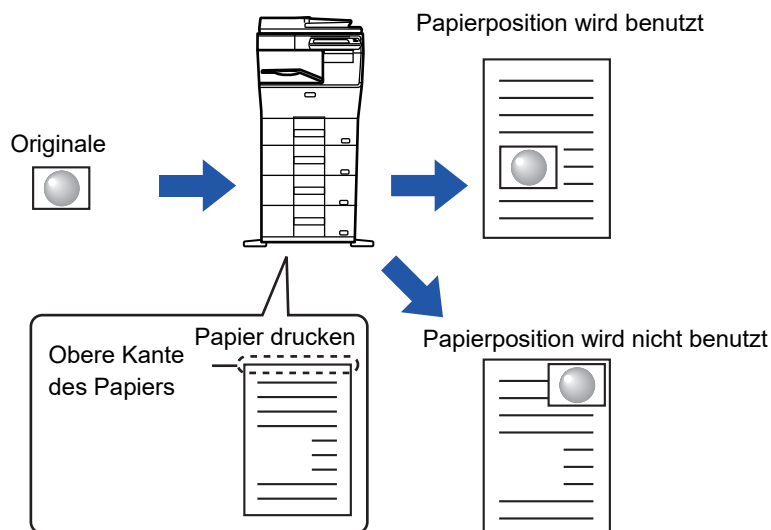 Papierposition wird benutzt
Originale
Papier drucken
Obere Kante
des Papiers
Papierposition wird nicht benutzt